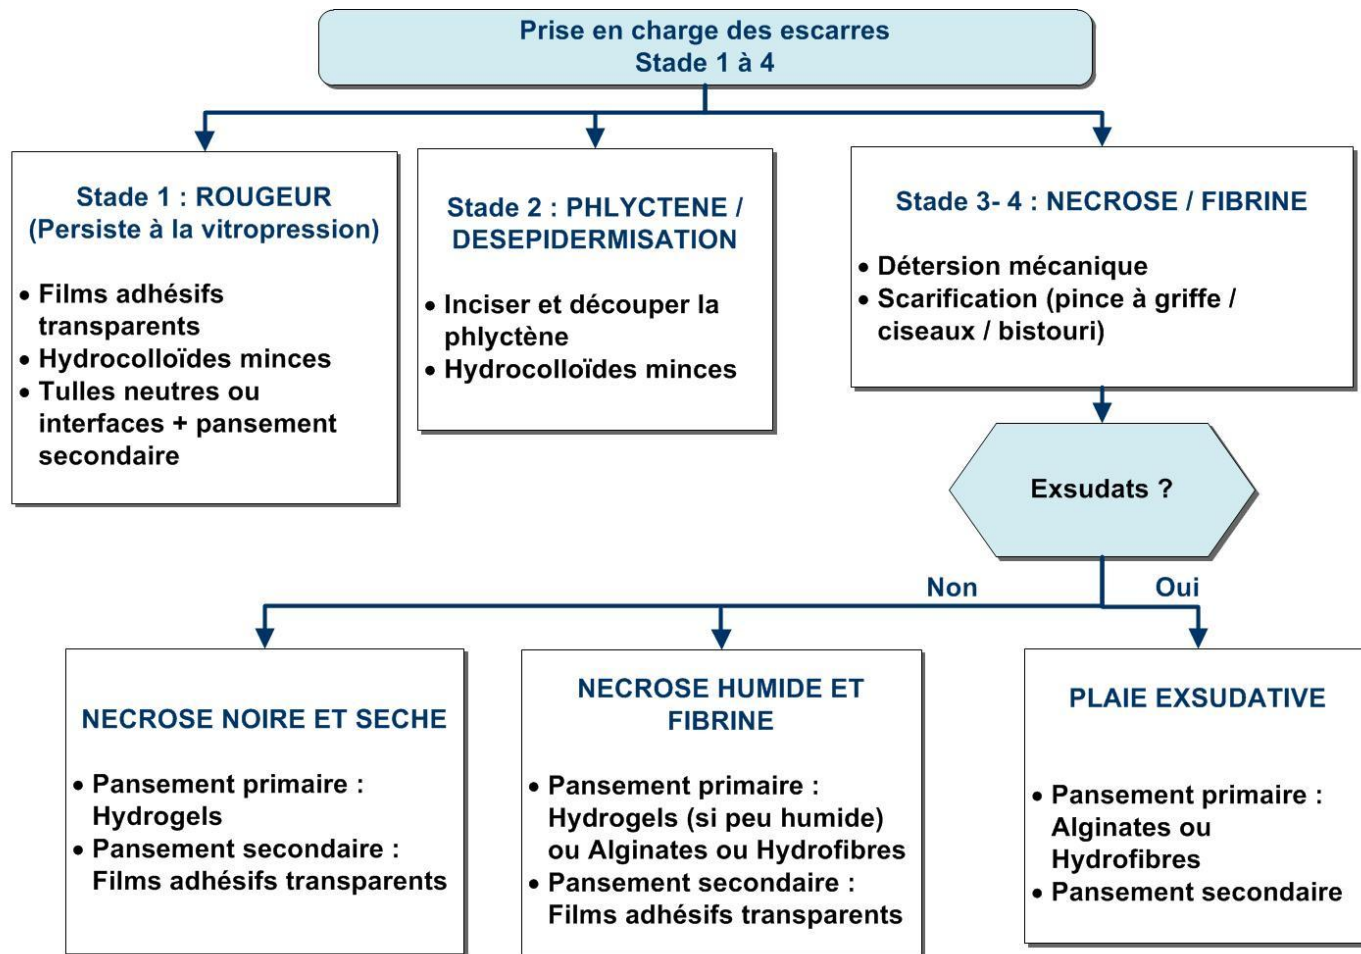 Prise en charge des escarres
Stade 1 à 4
Stade 1 : ROUGEUR
(Persiste à la vitropression)
• Films adhésifs
transparents
• Hydrocolloïdes minces
• Tulles neutres ou
interfaces + pansement
secondaire
Stade 2 : PHLYCTENE /
DESEPIDERMISATION
• Inciser et découper la
phlyctène
• Hydrocolloïdes minces
Stade 3- 4 : NECROSE / FIBRINE
• Détersion mécanique
• Scarification (pince à griffe /
ciseaux / bistouri)
Exsudats ?
Non
Oui
NECROSE NOIRE ET SECHE
• Pansement primaire :
Hydrogels
• Pansement secondaire :
Films adhésifs transparents
NECROSE HUMIDE ET
FIBRINE
• Pansement primaire :
Hydrogels (si peu humide)
ou Alginates ou Hydrofibres
• Pansement secondaire :
Films adhésifs transparents
PLAIE EXSUDATIVE
• Pansement primaire :
Alginates ou
Hydrofibres
• Pansement secondaire